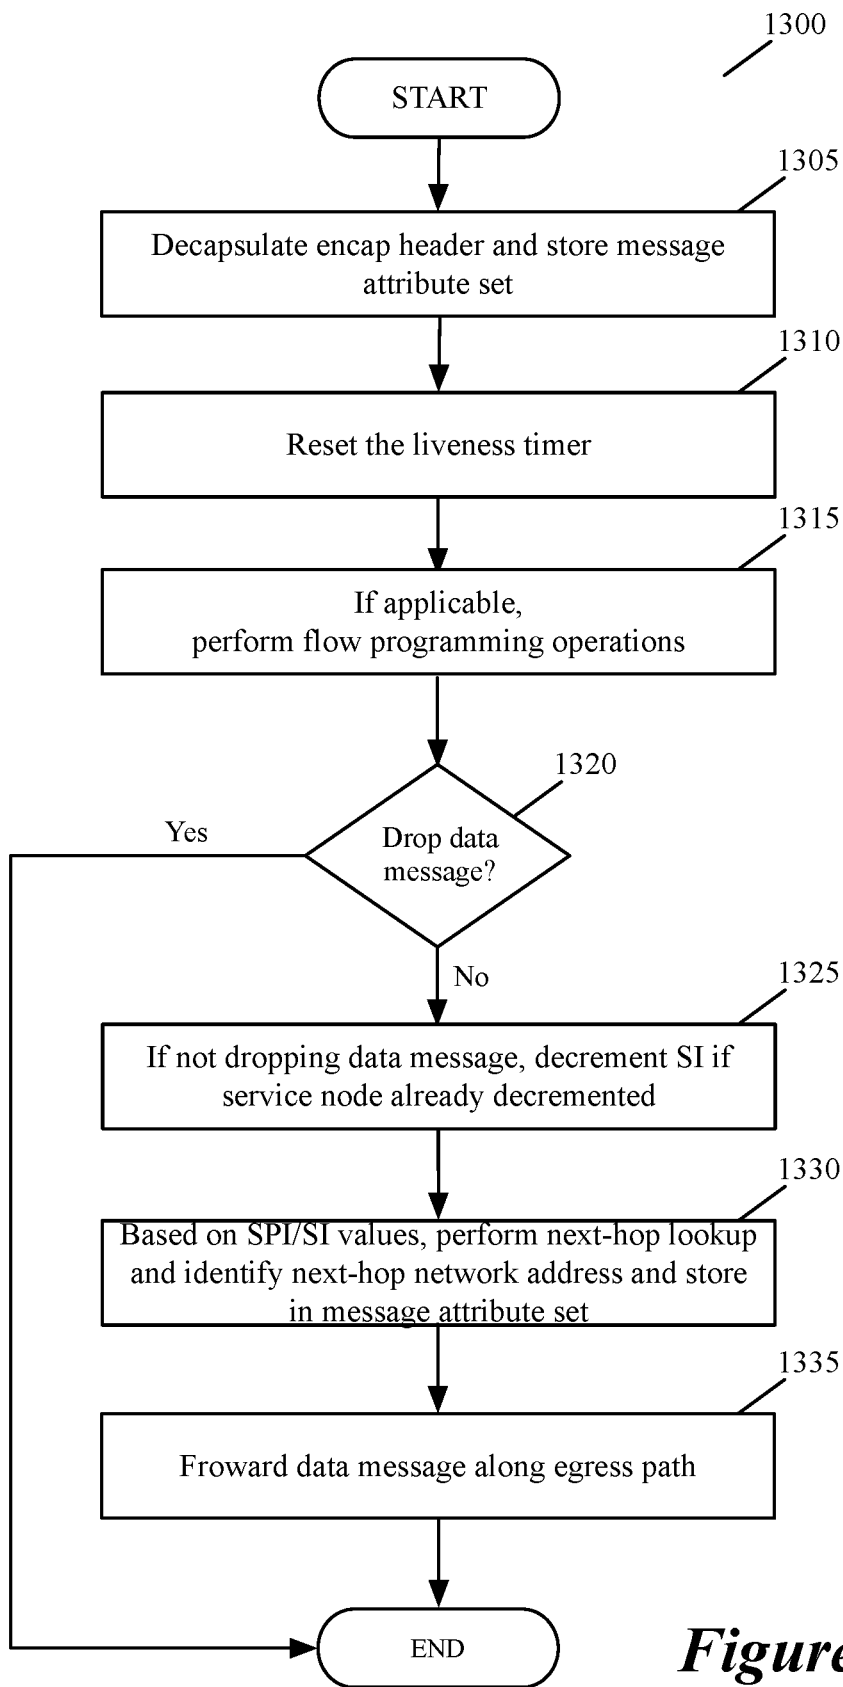 1300
START
1305
Decapsulate encap header and store message
attribute set
1310
Reset the liveness timer
1315
If applicable,
perform flow programming operations
1320
Drop data
message?
Yes
No
1325
If not dropping data message, decrement SI if
service node already decremented
1330
Based on SPI/SI values, perform next-hop lookup
and identify next-hop network address and store
in message attribute set
1335
Froward data message along egress path
END
Figure